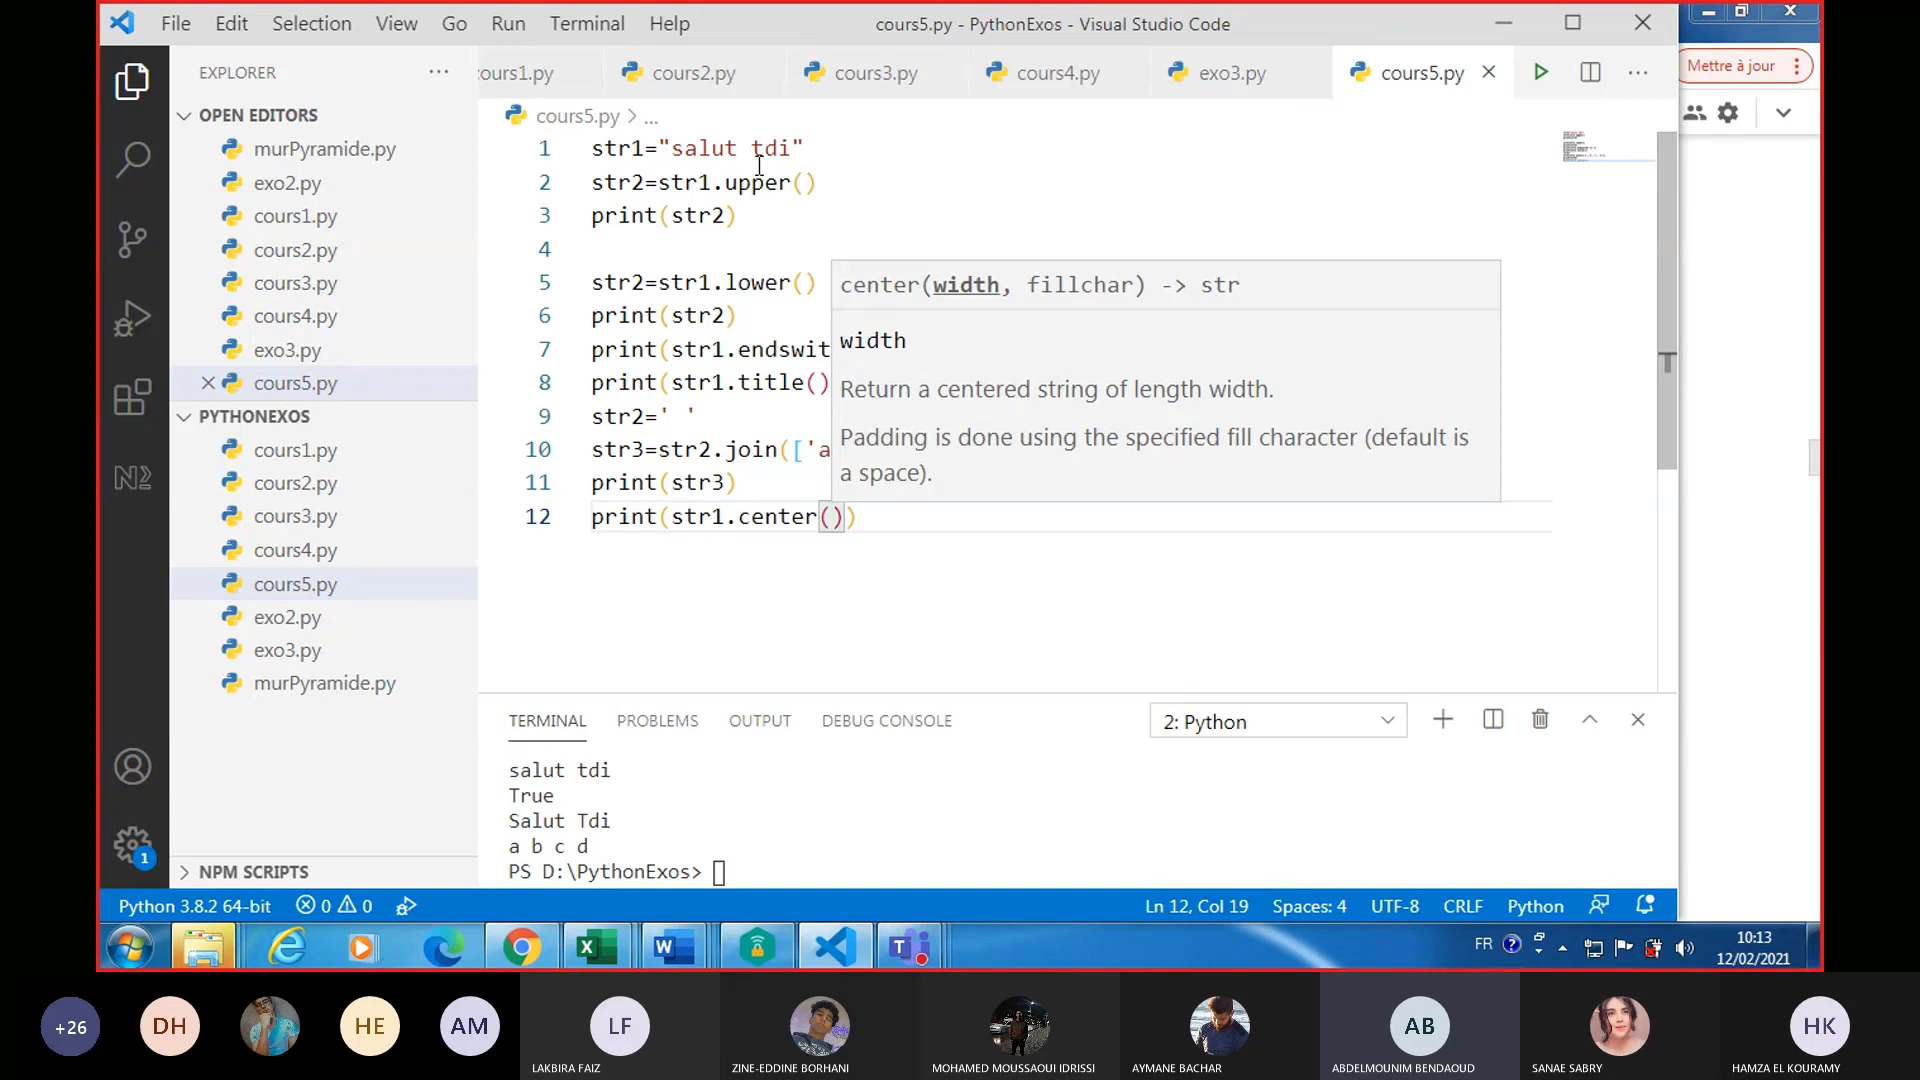 File Edit Selection View Go Run Terminal Help
cours5.py - PythonExos - Visual Studio Code
Mettre à jour
EXPLORER
ours1.py
cours2.py
cours3.py
cours4.py
exo3.py
cours5.py
OPEN EDITORS
murPyramide.py
exo2.py
cours1.py
cours2.py
cours3.py
cours4.py
exo3.py
cours5.py
PYTHONEXOS
cours1.py
cours2.py
cours3.py
cours4.py
cours5.py
exo2.py
exo3.py
murPyramide.py
NPM SCRIPTS
cours5.py > ...
1 str1="salut tdi"
2 str2=str1.upper()
3 print(str2)
4
5 str2=str1.lower()
6 print(str2)
7 print(str1.endswit
8 print(str1.title()
9 str2=' '
10 str3=str2.join(['a
11 print(str3)
12 print(str1.center())
center(width, fillchar) -> str
width
Return a centered string of length width.
Padding is done using the specified fill character (default is
a space).
TERMINAL PROBLEMS OUTPUT DEBUG CONSOLE
2: Python
salut tdi
True
Salut Tdi
a b c d
PS D:\PythonExos>
1
Python 3.8.2 64-bit 0 0
Ln 12, Col 19 Spaces: 4 UTF-8 CRLF Python
FR
10:13
12/02/2021
+26 DH HE AM LF AB HK
LAKBIRA FAIZ
ZINE-EDDINE BORHANI
MOHAMED MOUSSAOUI IDRISSI
AYMANE BACHAR
ABDELMOUNIM BENDAOUD
SANAE SABRY
HAMZA EL KOURAMY